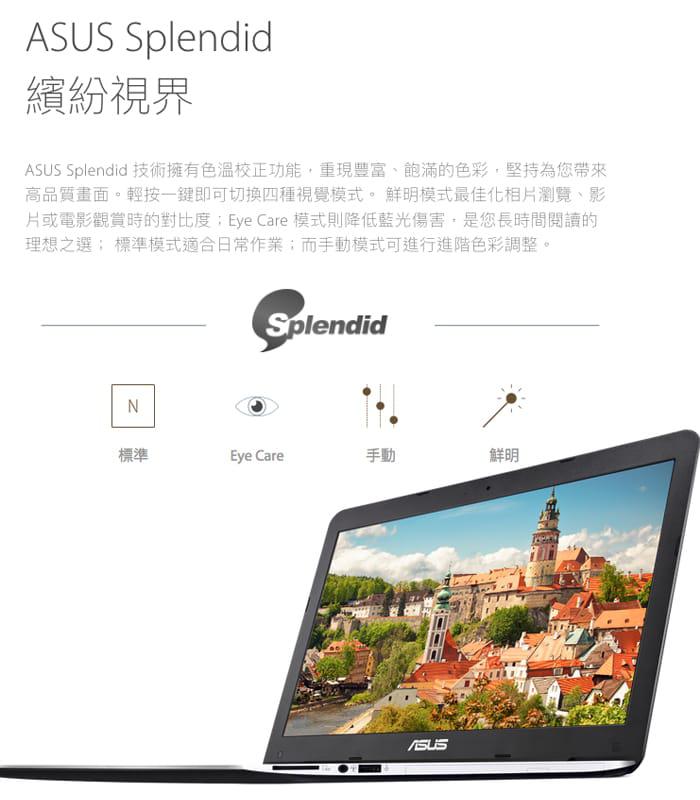 ASUS Splendid
繽紛視界
ASUS Splendid 技術擁有色溫校正功能，重現豐富、飽滿的色彩，堅持為您帶來
高品質畫面。輕按一鍵即可切換四種視覺模式。 鮮明模式最佳化相片瀏覽、影
片或電影觀賞時的對比度；Eye Care 模式則降低藍光傷害，是您長時間閱讀的
理想之選； 標準模式適合日常作業；而手動模式可進行進階色彩調整。
Splendid
N
標準
Eye Care
手動
鮮明
ASUS